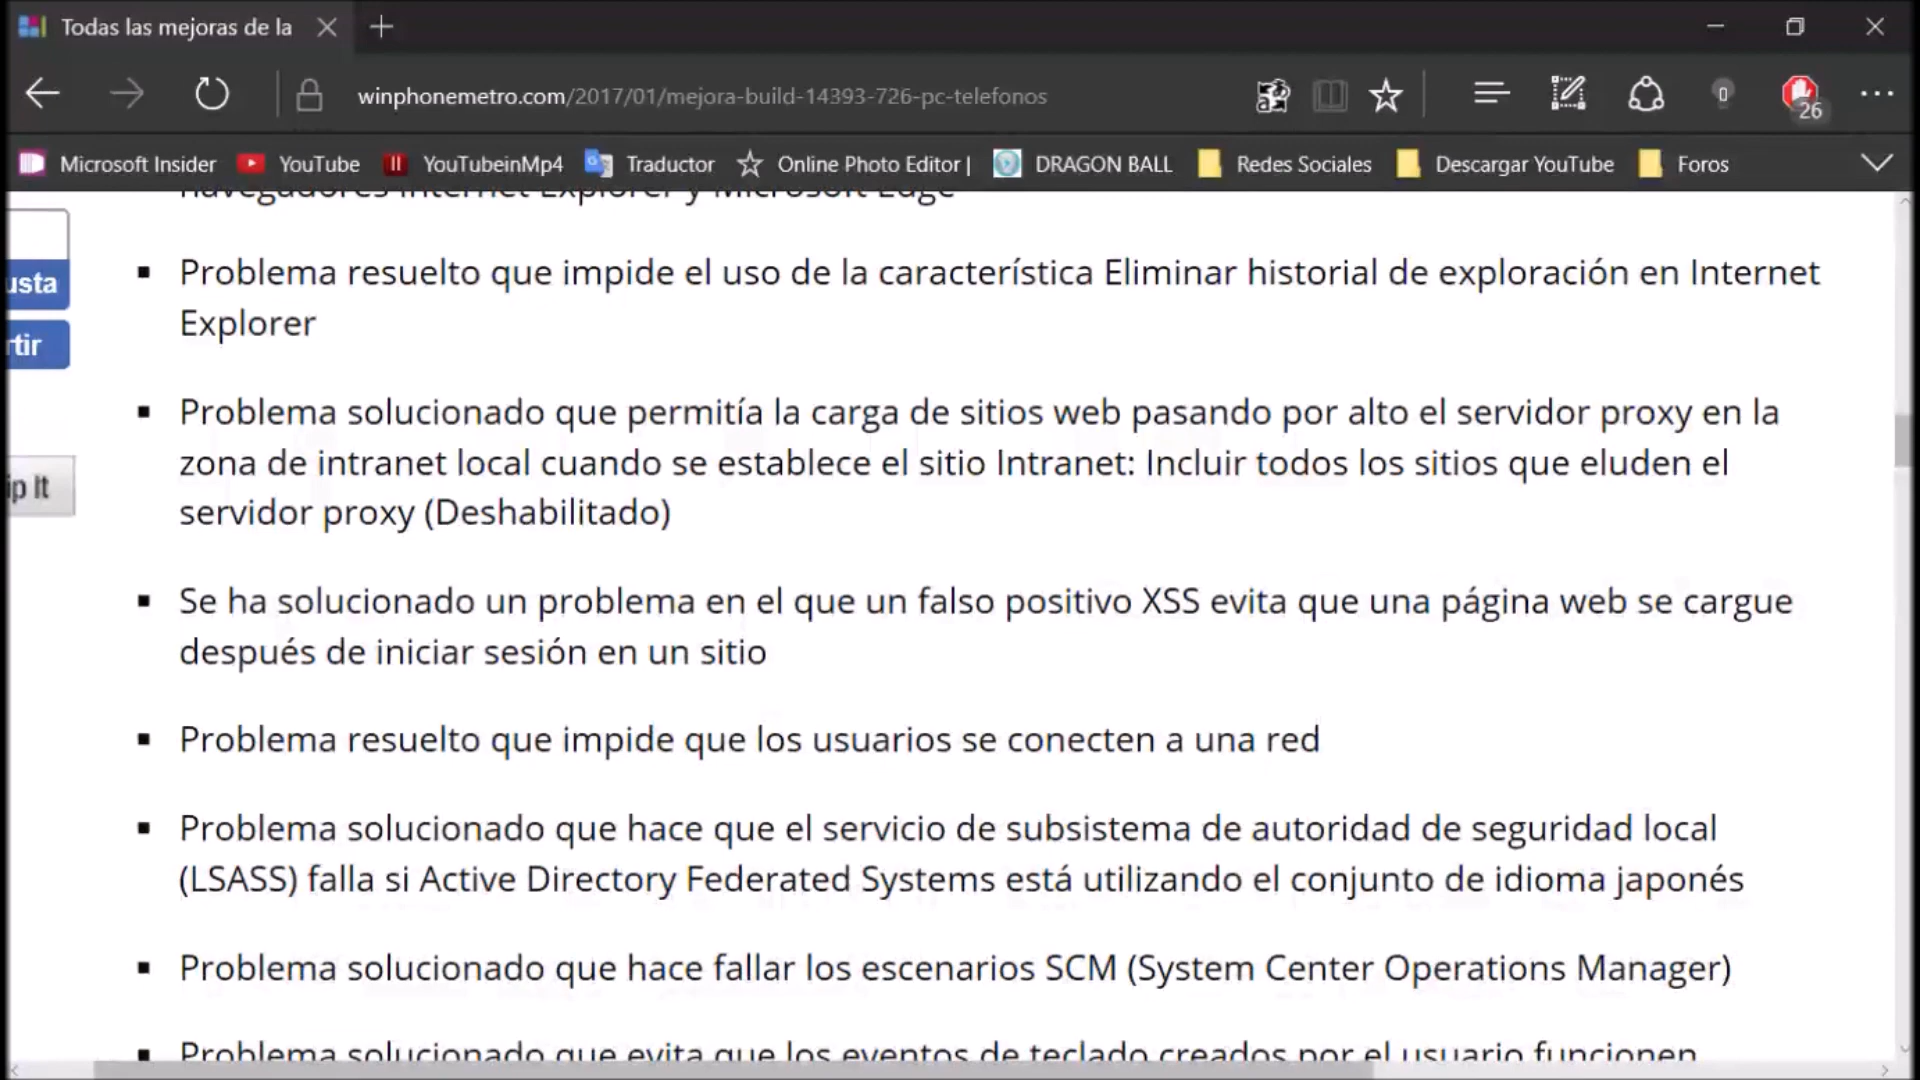 Todas las mejoras de la
winphonemetro.com/2017/01/mejora-build-14393-726-pc-telefonos
0
26
Microsoft Insider YouTube YouTubeinMp4 Traductor Online Photo Editor | DRAGON BALL Redes Sociales Descargar YouTube Foros
navegadores Internet Explorer y Microsoft Edge
▪ Problema resuelto que impide el uso de la característica Eliminar historial de exploración en Internet
Explorer
▪ Problema solucionado que permitía la carga de sitios web pasando por alto el servidor proxy en la
zona de intranet local cuando se establece el sitio Intranet: Incluir todos los sitios que eluden el
servidor proxy (Deshabilitado)
▪ Se ha solucionado un problema en el que un falso positivo XSS evita que una página web se cargue
después de iniciar sesión en un sitio
▪ Problema resuelto que impide que los usuarios se conecten a una red
▪ Problema solucionado que hace que el servicio de subsistema de autoridad de seguridad local
(LSASS) falla si Active Directory Federated Systems está utilizando el conjunto de idioma japonés
▪ Problema solucionado que hace fallar los escenarios SCM (System Center Operations Manager)
▪ Problema solucionado que evita que los eventos de teclado creados por el usuario funcionen
usta
rtir
ip It